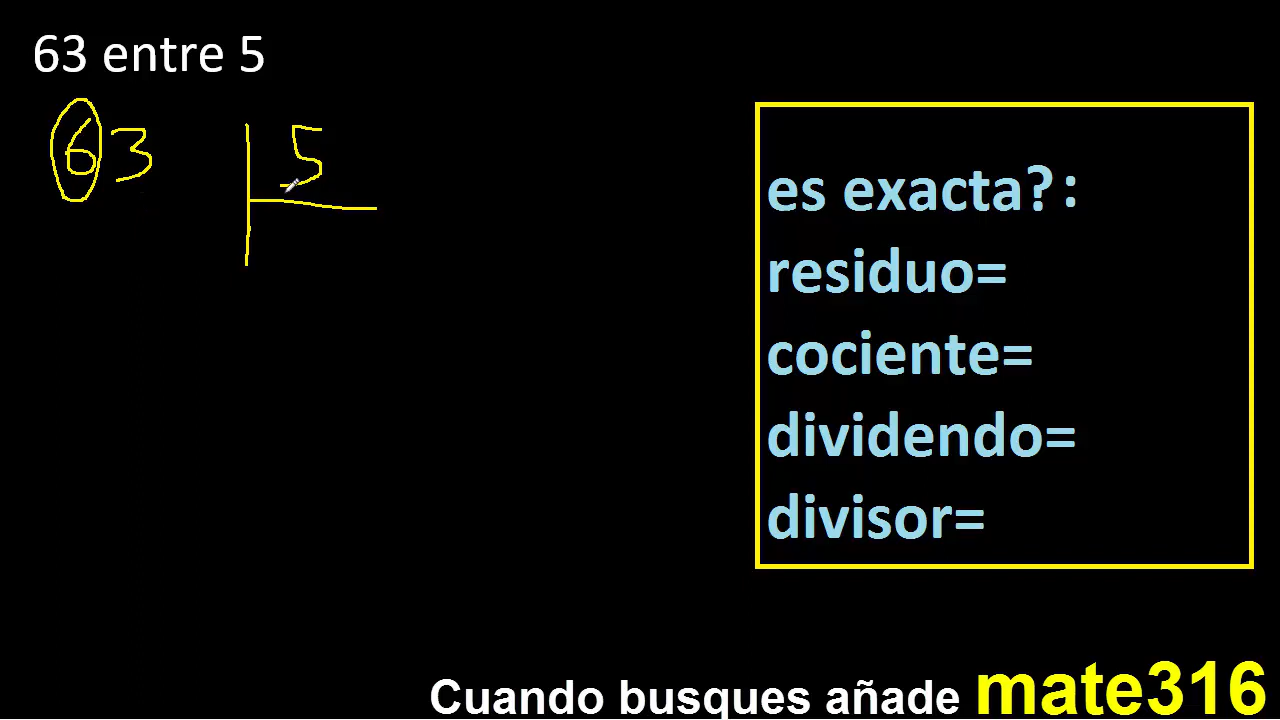 63 entre 5
63 5
es exacta?:
residuo=
cociente=
dividendo=
divisor=
Cuando busques añade mate316